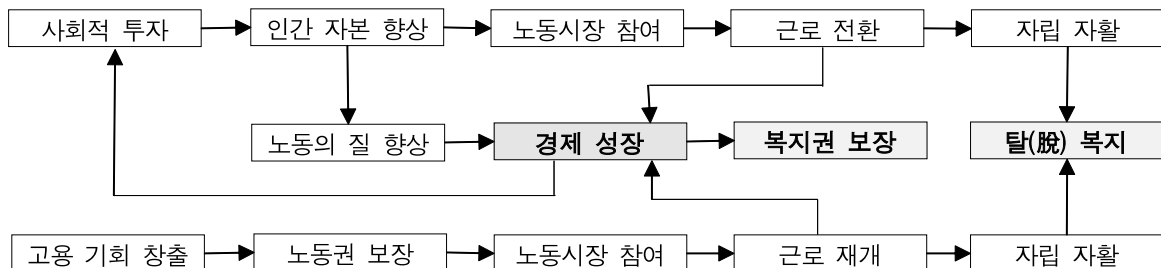 사회적 투자
인간 자본 향상
노동시장 참여
근로 전환
자립 자활
노동의 질 향상
경제 성장
복지권 보장
탈(脫) 복지
고용 기회 창출
노동권 보장
노동시장 참여
근로 재개
자립 자활